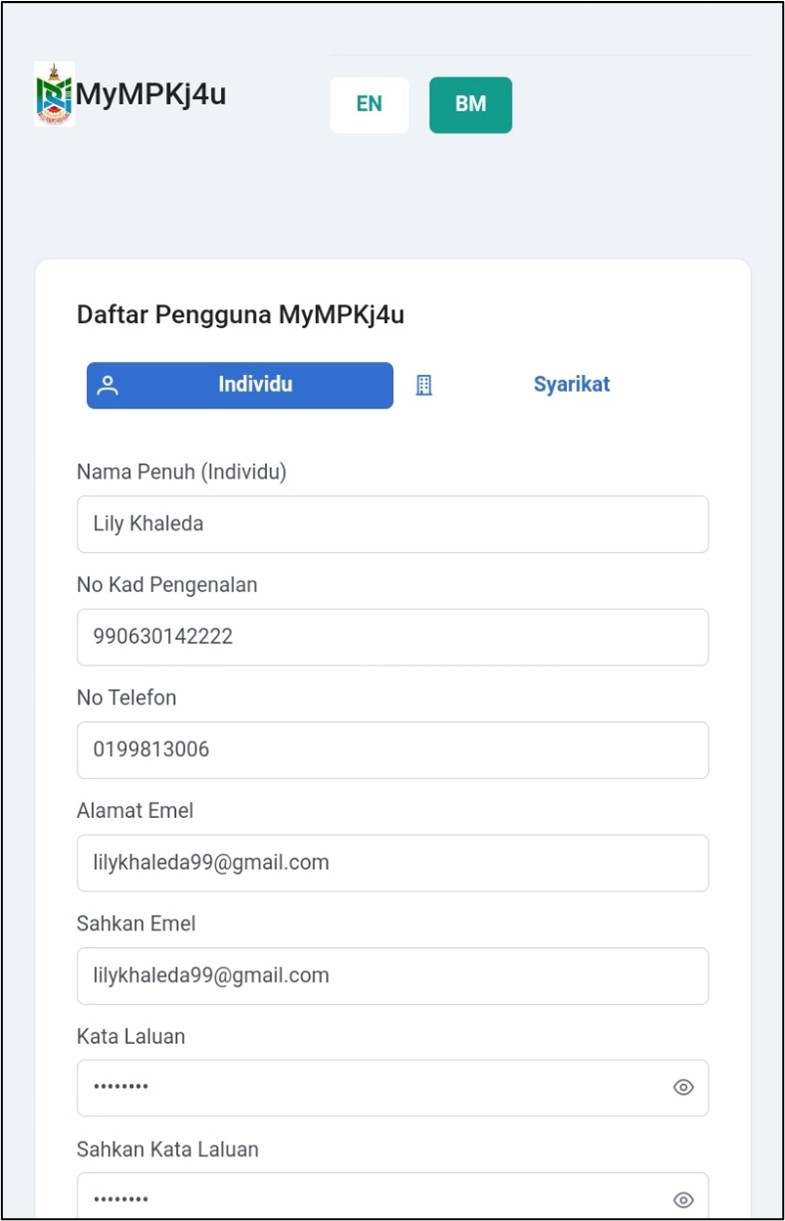 MyMPKj4u
EN
BM
Daftar Pengguna MyMPKj4u
Individu
Syarikat
Nama Penuh (Individu)
Lily Khaleda
No Kad Pengenalan
990630142222
No Telefon
0199813006
Alamat Emel
lilykhaleda99@gmail.com
Sahkan Emel
lilykhaleda99@gmail.com
Kata Laluan
••••••••
Sahkan Kata Laluan
••••••••